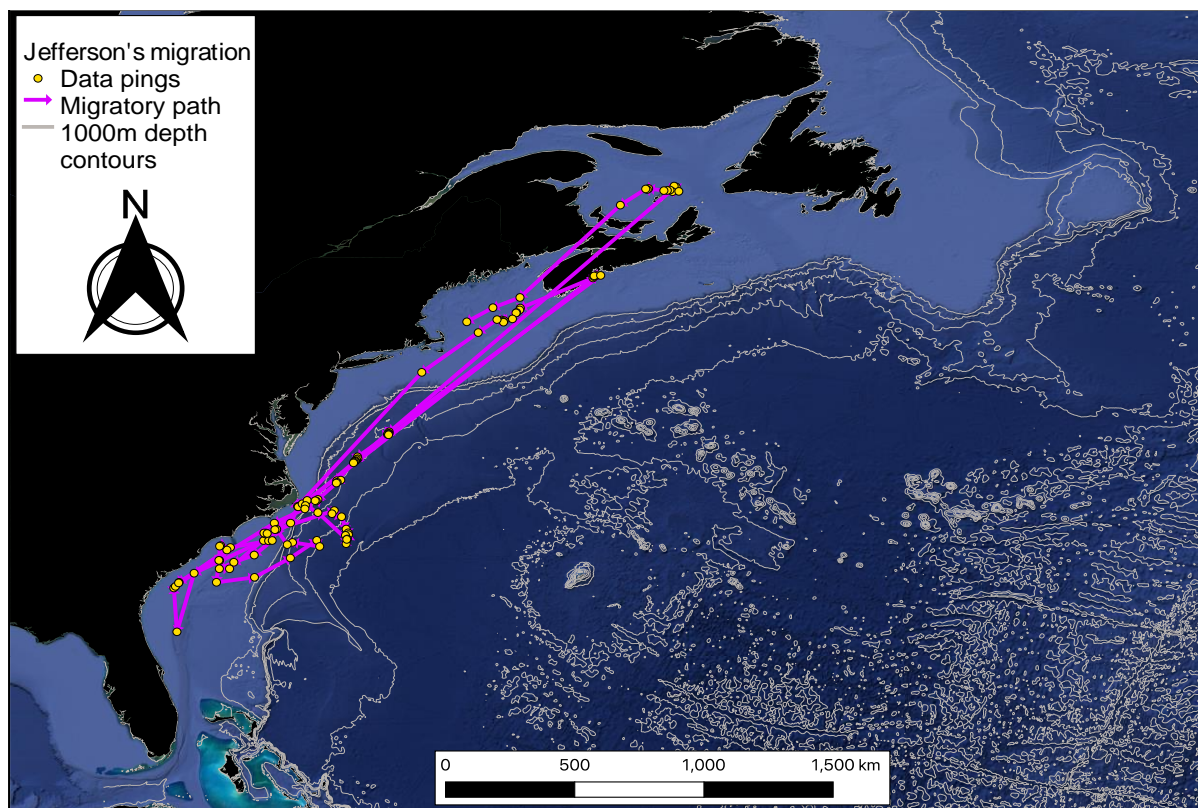 Jefferson's migration
Data pings
Migratory path
1000m depth
contours
N
0 500 1,000 1,500 km